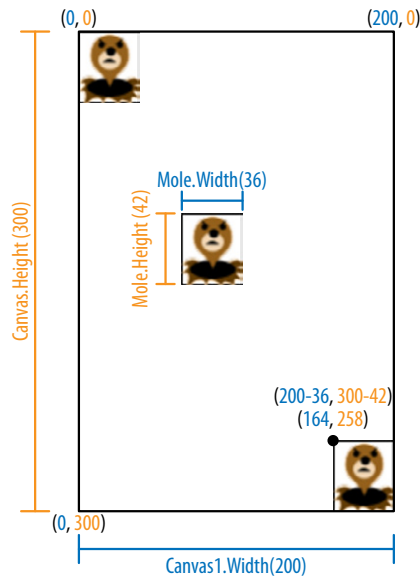 (0, 0)
(200, 0)
Mole.Width(36)
Mole.Height (42)
Canvas.Height (300)
(200-36, 300-42)
(164, 258)
(0, 300)
Canvas1.Width(200)